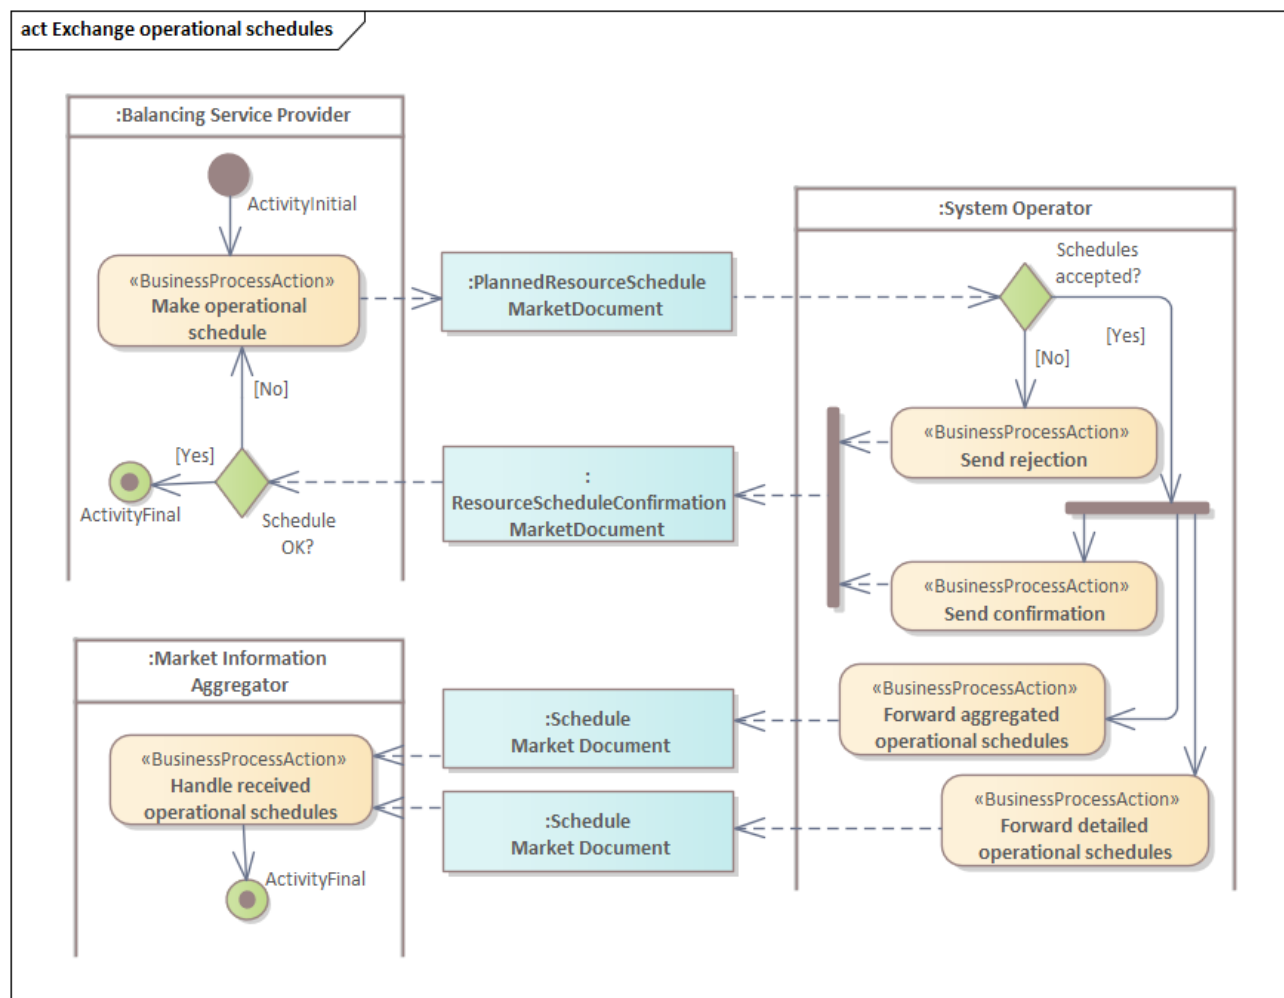 act Exchange operational schedules
:Balancing Service Provider
ActivityInitial
«BusinessProcessAction»
Make operational
schedule
[No]
[Yes]
ActivityFinal
Schedule
OK?
:PlannedResourceSchedule
MarketDocument
:
ResourceScheduleConfirmation
MarketDocument
:System Operator
Schedules
accepted?
[Yes]
[No]
«BusinessProcessAction»
Send rejection
«BusinessProcessAction»
Send confirmation
«BusinessProcessAction»
Forward aggregated
operational schedules
«BusinessProcessAction»
Forward detailed
operational schedules
:Schedule
Market Document
:Schedule
Market Document
:Market Information
Aggregator
«BusinessProcessAction»
Handle received
operational schedules
ActivityFinal